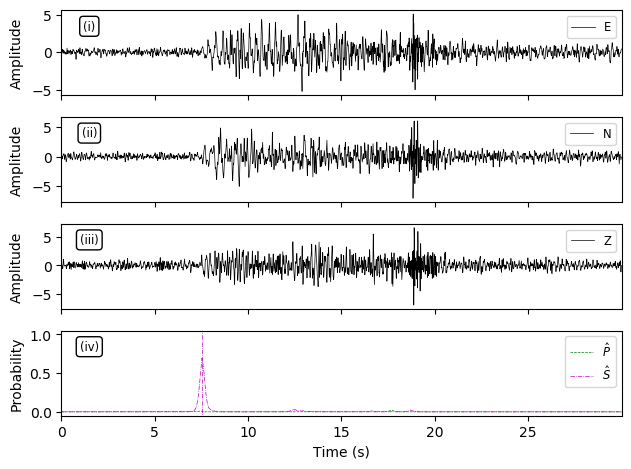 (i)
E
Amplitude
5
0
−5
(ii)
N
Amplitude
5
0
−5
(iii)
Z
Amplitude
5
0
−5
(iv)
P̂
Ŝ
Probability
1.0
0.5
0.0
0 5 10 15 20 25
Time (s)